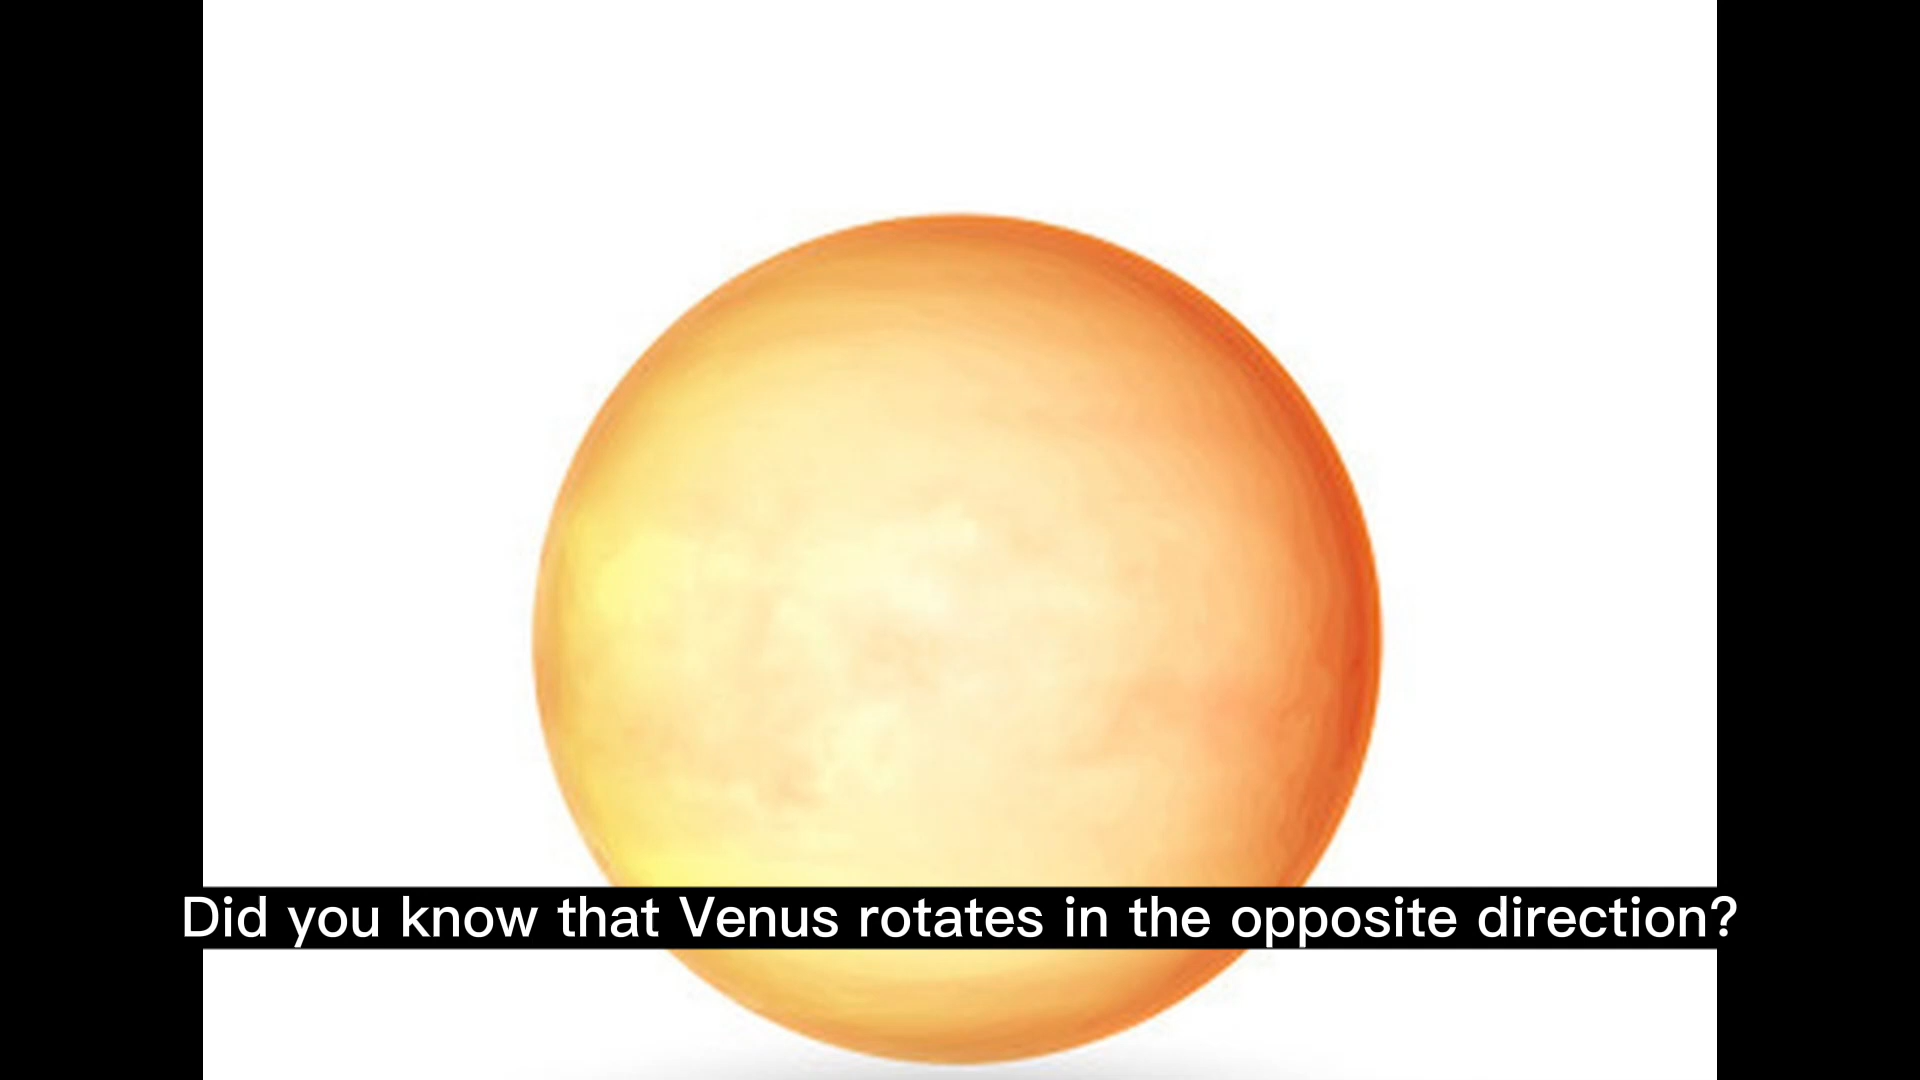 Did you know that Venus rotates in the opposite direction?